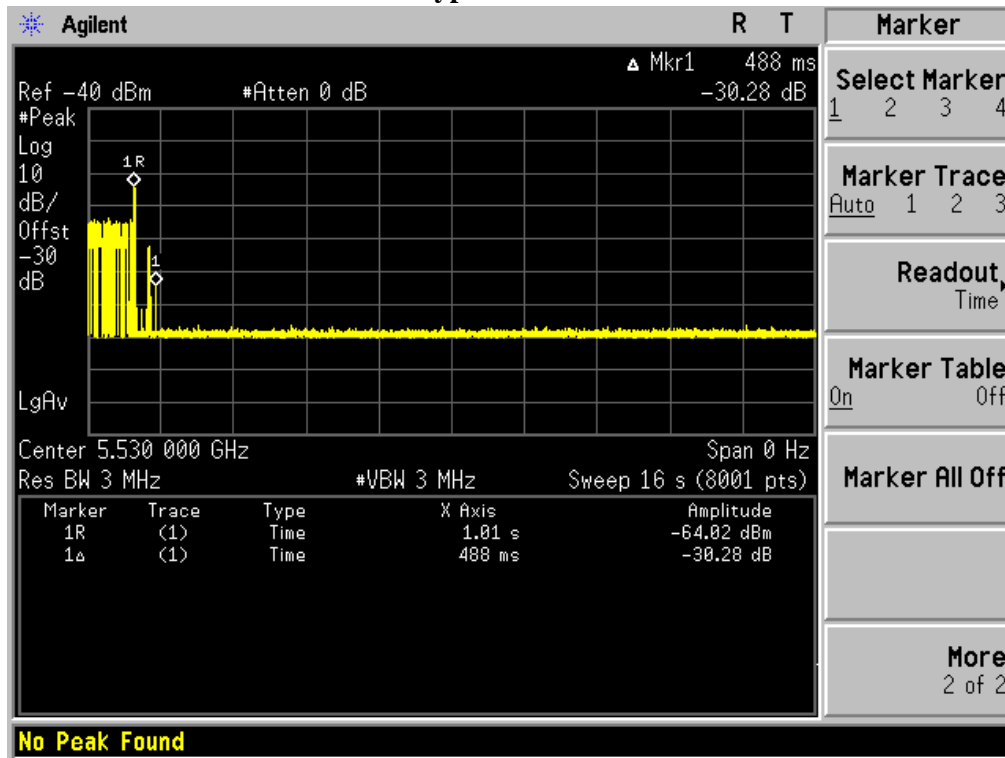 Agilent R T Marker
▵ Mkr1 488 ms
Ref -40 dBm #Atten 0 dB -30.28 dB
#Peak
Log
10
dB/
Offst
-30
dB
1R
1
LgAv
Center 5.530 000 GHz Span 0 Hz
Res BW 3 MHz #VBW 3 MHz Sweep 16 s (8001 pts)
Marker Trace Type X Axis Amplitude
1R (1) Time 1.01 s -64.02 dBm
1▵ (1) Time 488 ms -30.28 dB
Select Marker
1 2 3 4
Marker Trace
Auto 1 2 3
Readout
Time
Marker Table
On Off
Marker All Off
More
2 of 2
No Peak Found